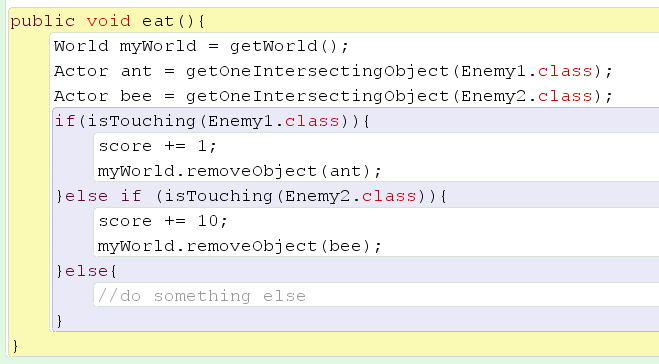 public void eat(){
World myWorld = getWorld();
Actor ant = getOneIntersectingObject(Enemy1.class);
Actor bee = getOneIntersectingObject(Enemy2.class);
if(isTouching(Enemy1.class)){
score += 1;
myWorld.removeObject(ant);
}else if (isTouching(Enemy2.class)){
score += 10;
myWorld.removeObject(bee);
}else{
//do something else
}
}